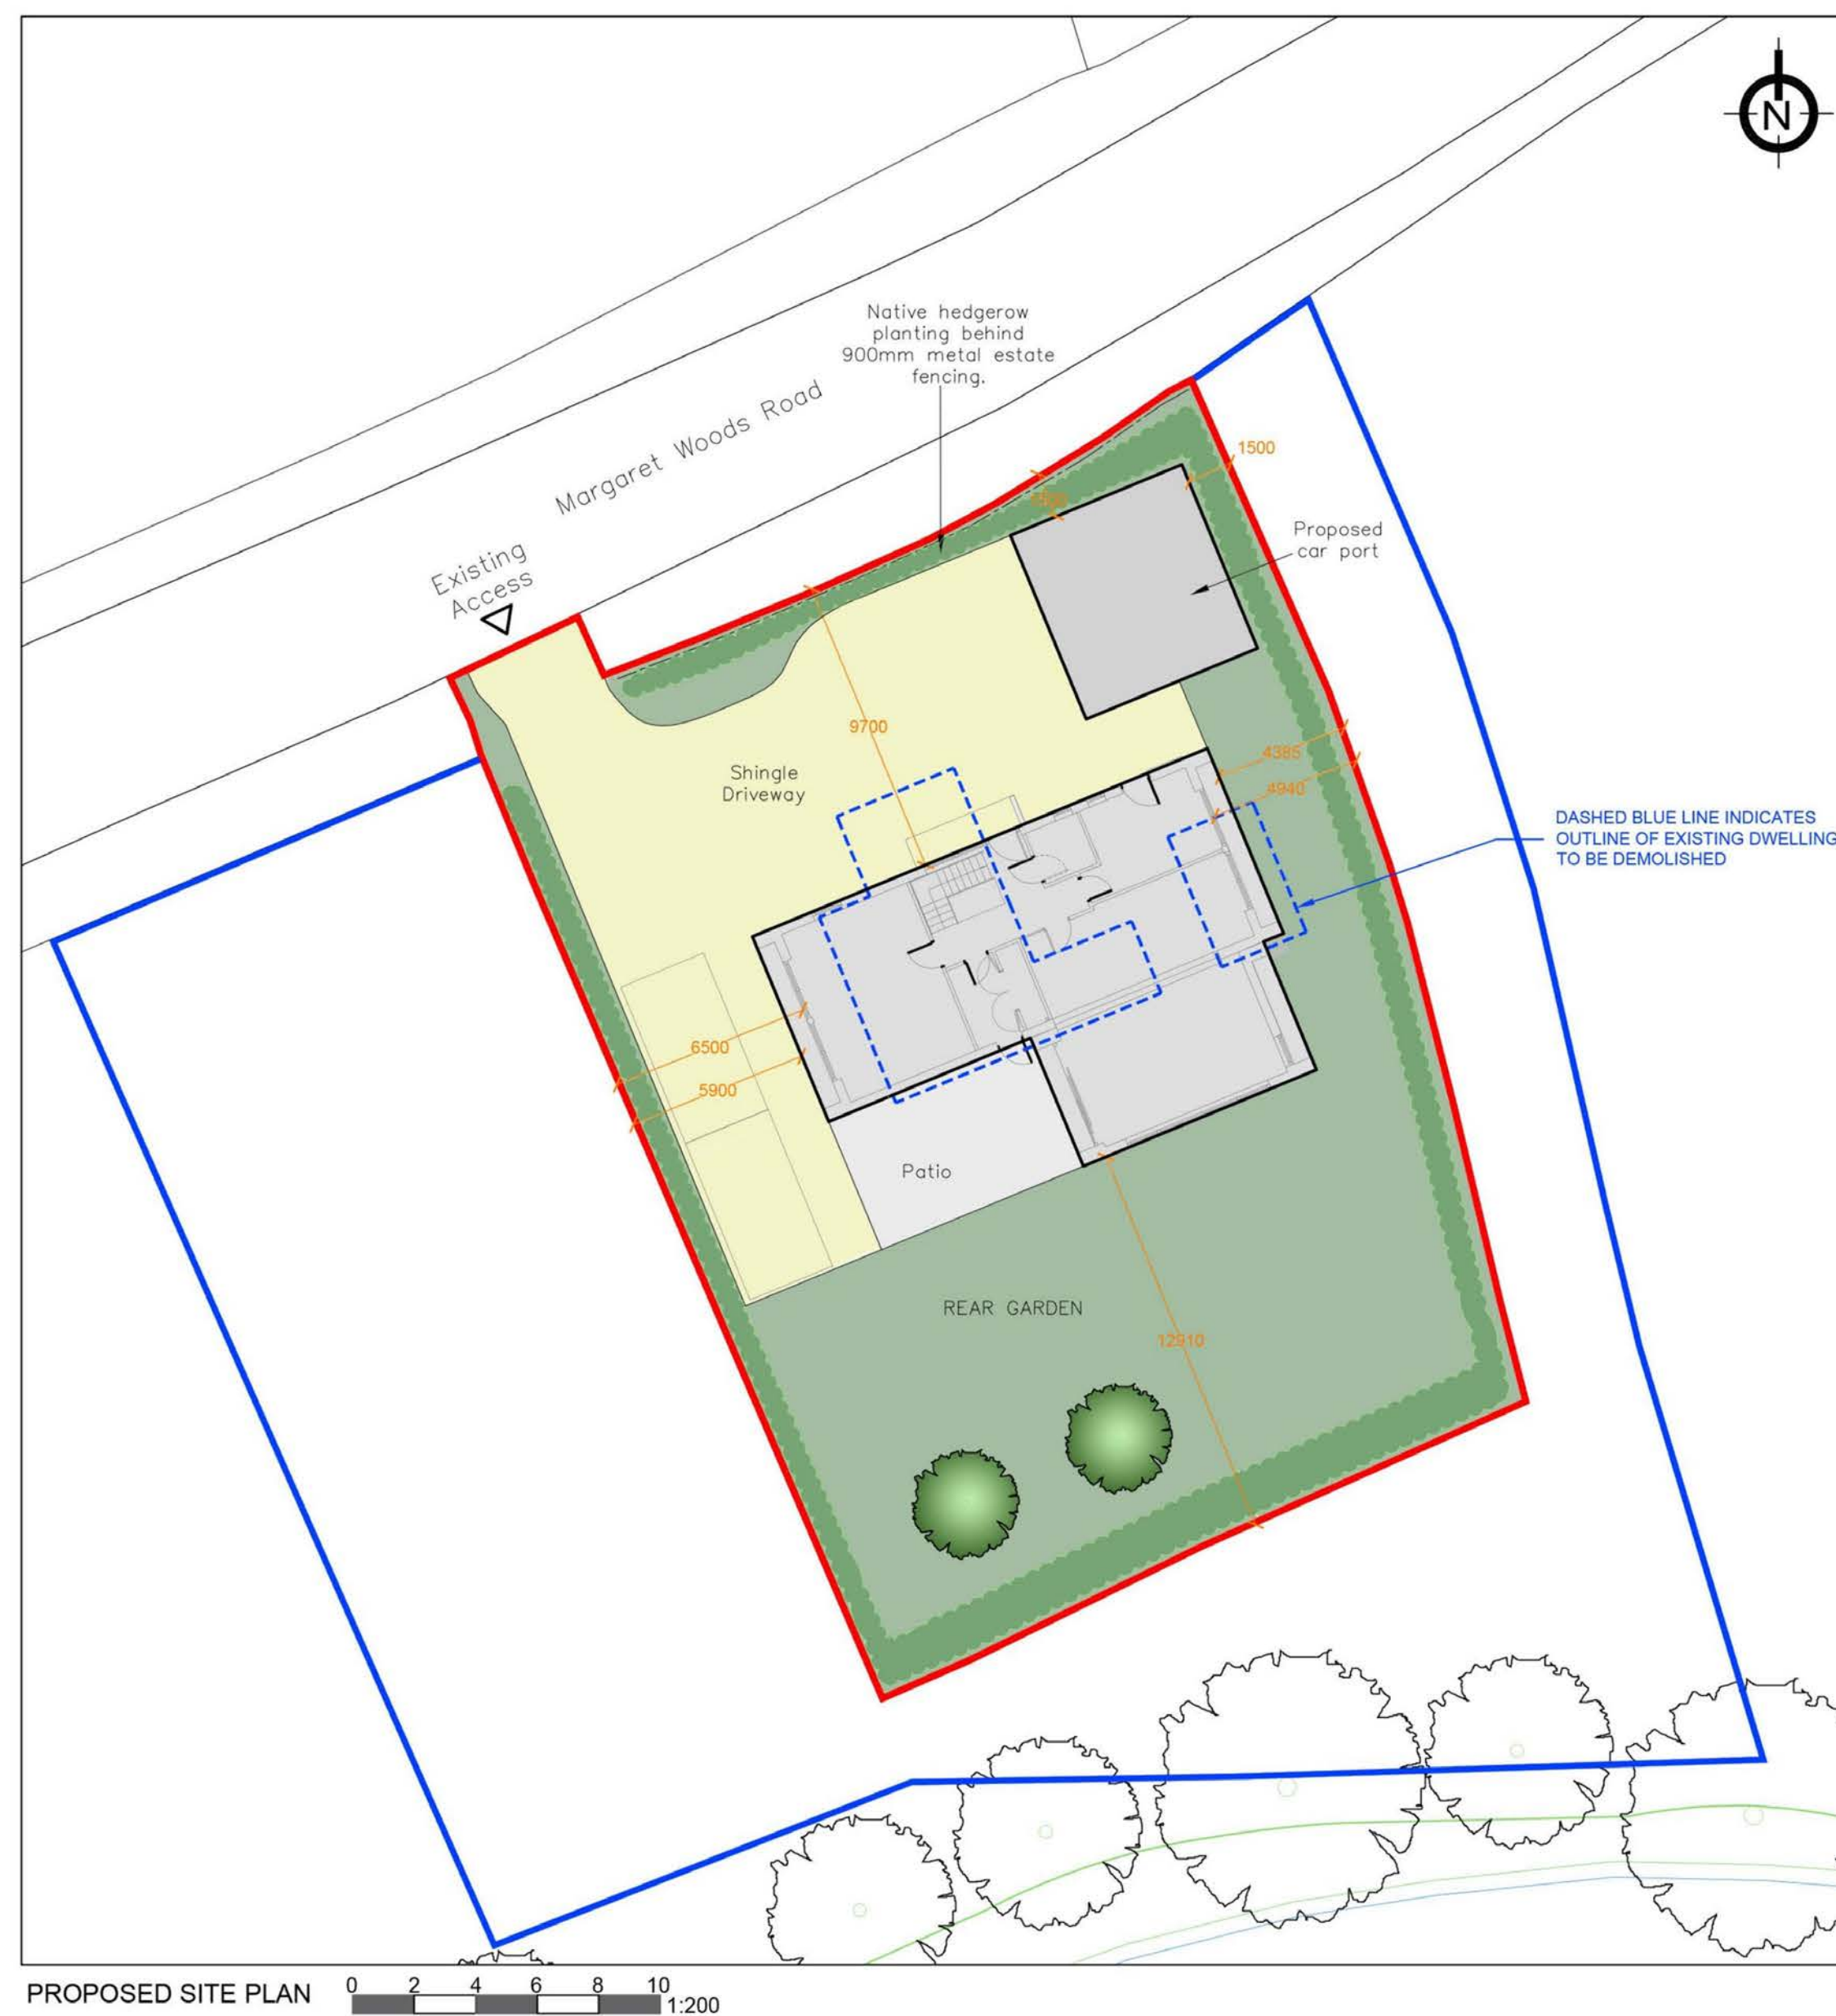 N
Native hedgerow
planting behind
900mm metal estate
fencing.
Margaret Woods Road
1500
Proposed
car port
Existing
Access
9700
4385
4940
Shingle
Driveway
DASHED BLUE LINE INDICATES
OUTLINE OF EXISTING DWELLING
TO BE DEMOLISHED
6500
5900
Patio
REAR GARDEN
12910
PROPOSED SITE PLAN
0 2 4 6 8 10
1:200